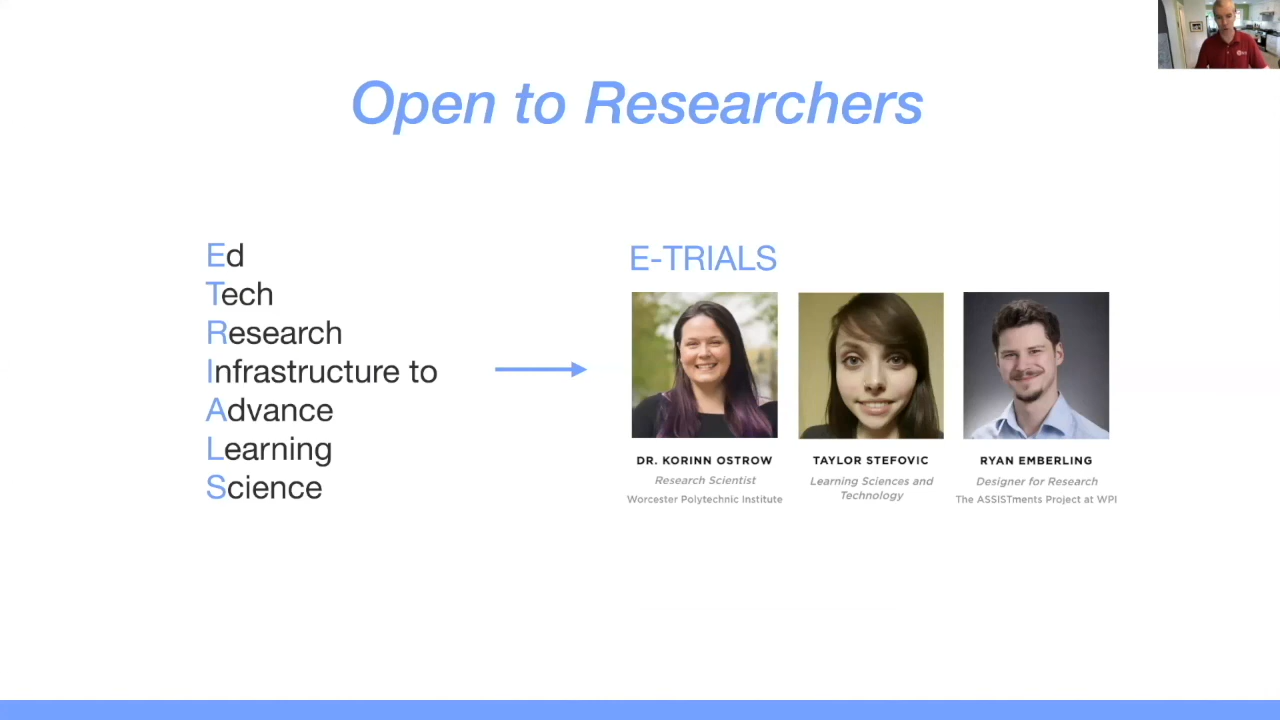 Open to Researchers
Ed
Tech
Research
Infrastructure to
Advance
Learning
Science
E-TRIALS
DR. KORINN OSTROW
Research Scientist
Worcester Polytechnic Institute
TAYLOR STEFOVIC
Learning Sciences and
Technology
RYAN EMBERLING
Designer for Research
The ASSISTments Project at WPI